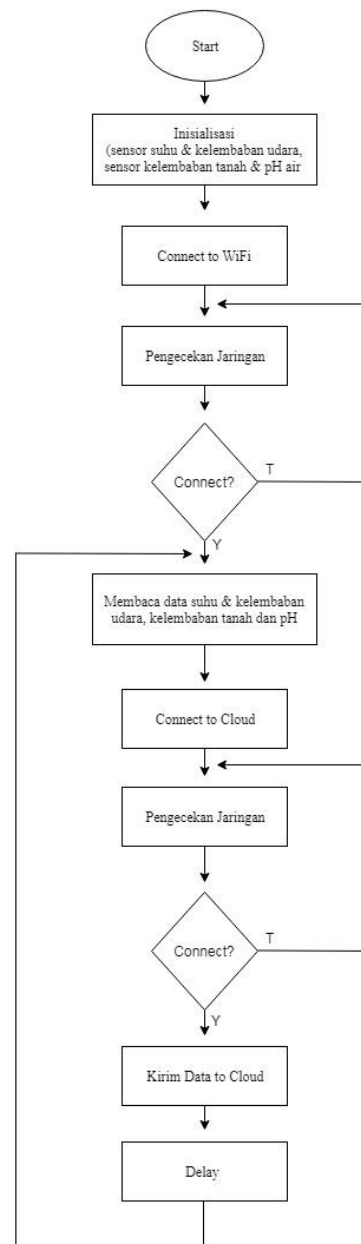 Start
Inisialisasi
(sensor suhu & kelembaban udara,
sensor kelembaban tanah & pH air
Connect to WiFi
Pengecekan Jaringan
Connect?
T
Y
Membaca data suhu & kelembaban
udara, kelembaban tanah dan pH
Connect to Cloud
Pengecekan Jaringan
Connect?
T
Y
Kirim Data to Cloud
Delay